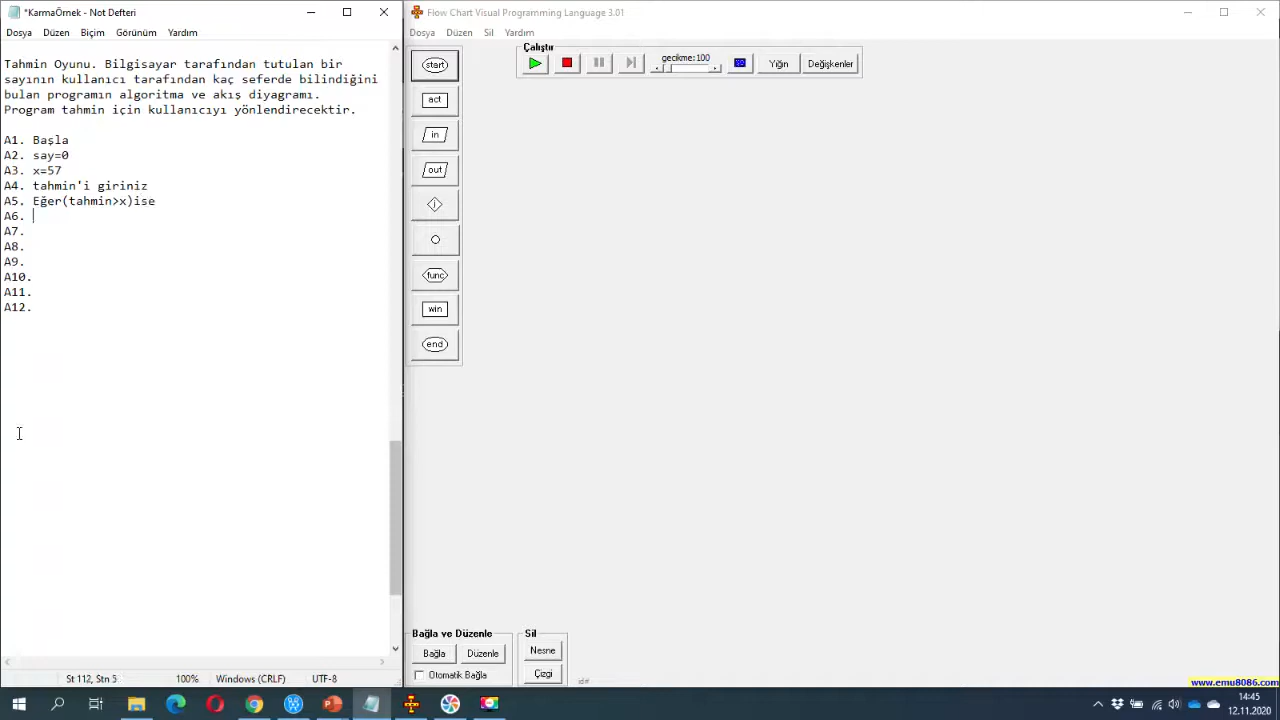 *KarmaÖrnek - Not Defteri
Dosya Düzen Biçim Görünüm Yardım
Tahmin Oyunu. Bilgisayar tarafından tutulan bir
sayının kullanıcı tarafından kaç seferde bilindiğini
bulan programın algoritma ve akış diyagramı.
Program tahmin için kullanıcıyı yönlendirecektir.
A1. Başla
A2. say=0
A3. x=57
A4. tahmin'i giriniz
A5. Eğer(tahmin>x)ise
A6.
A7.
A8.
A9.
A10.
A11.
A12.
St 112, Stn 5 100% Windows (CRLF) UTF-8
Flow Chart Visual Programming Language 3.01
Dosya Düzen Sil Yardım
start
act
in
out
i
func
win
end
Çalıştır
gecikme:100
Yığın
Değişkenler
Bağla ve Düzenle
Bağla Düzenle
Otomatik Bağla
Sil
Nesne
Çizgi
www.emu8086.com
14:45
12.11.2020